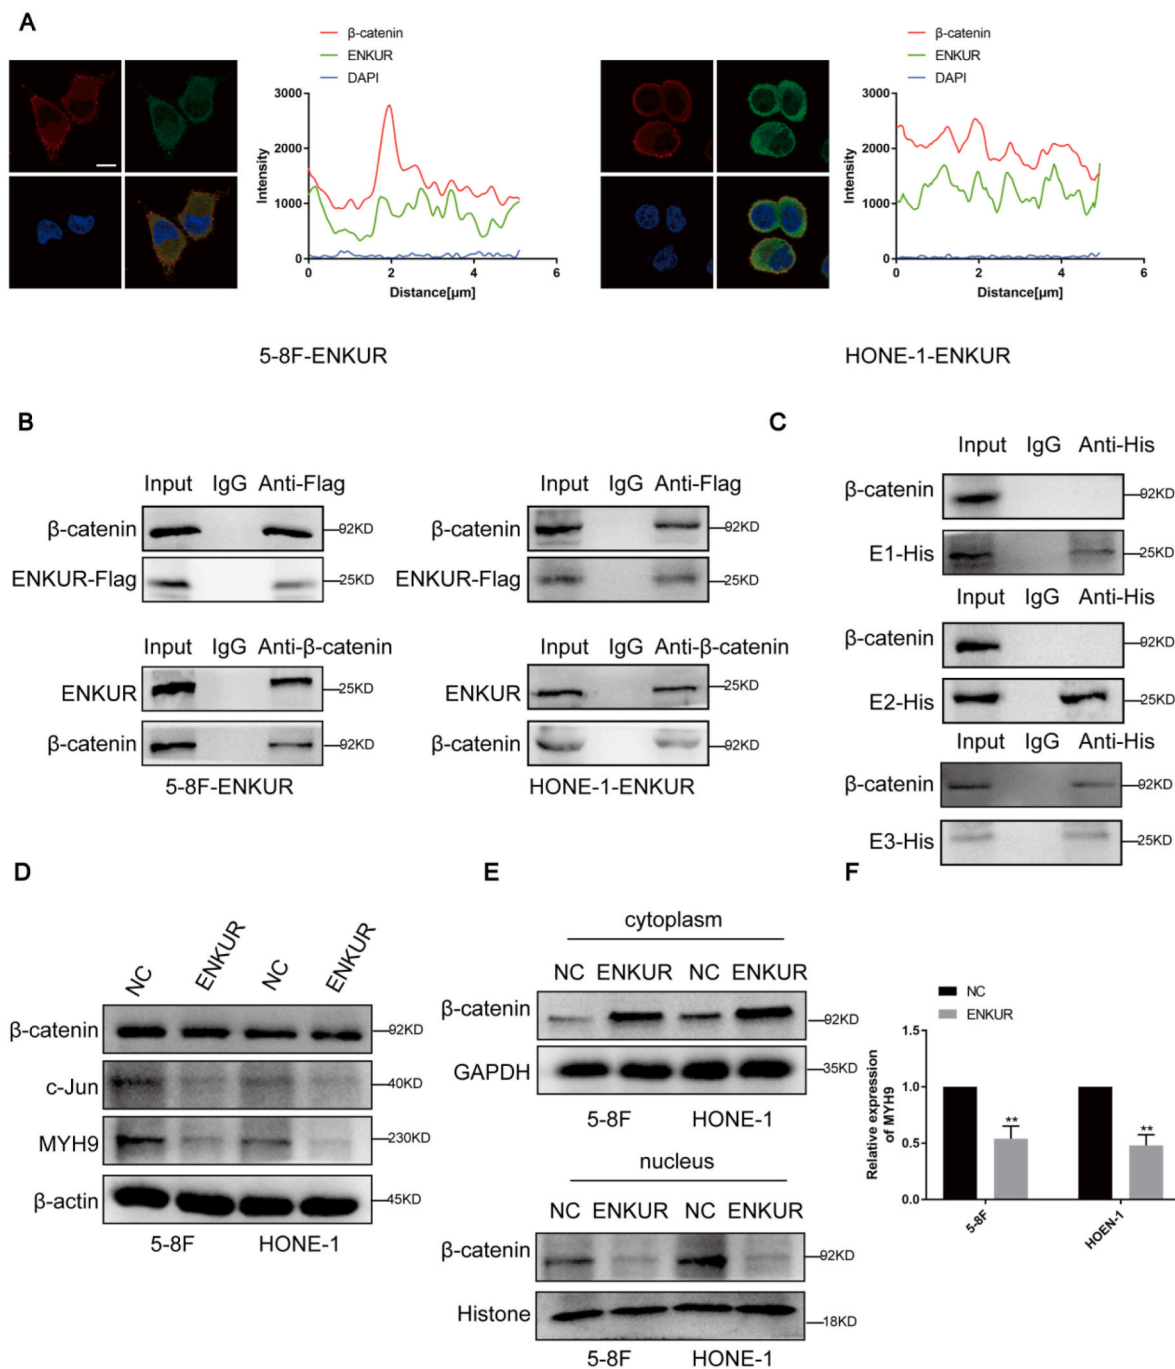 A
β-catenin
ENKUR
DAPI
3000
2000
1000
0
Intensity
0 2 4 6
Distance[μm]
5-8F-ENKUR
β-catenin
ENKUR
DAPI
3000
2000
1000
0
Intensity
0 2 4 6
Distance[μm]
HONE-1-ENKUR
B
Input IgG Anti-Flag
β-catenin 92KD
ENKUR-Flag 25KD
Input IgG Anti-β-catenin
ENKUR 25KD
β-catenin 92KD
5-8F-ENKUR
Input IgG Anti-Flag
β-catenin 92KD
ENKUR-Flag 25KD
Input IgG Anti-β-catenin
ENKUR 25KD
β-catenin 92KD
HONE-1-ENKUR
C
Input IgG Anti-His
β-catenin 92KD
E1-His 25KD
Input IgG Anti-His
β-catenin 92KD
E2-His 25KD
Input IgG Anti-His
β-catenin 92KD
E3-His 25KD
D
NC ENKUR NC ENKUR
β-catenin 92KD
c-Jun 40KD
MYH9 230KD
β-actin 45KD
5-8F HONE-1
E
cytoplasm
NC ENKUR NC ENKUR
β-catenin 92KD
GAPDH 35KD
5-8F HONE-1
nucleus
NC ENKUR NC ENKUR
β-catenin 92KD
Histone 18KD
5-8F HONE-1
F
NC
ENKUR
1.5
1.0
0.5
0.0
Relative expression
of MYH9
** **
5-8F HOEN-1